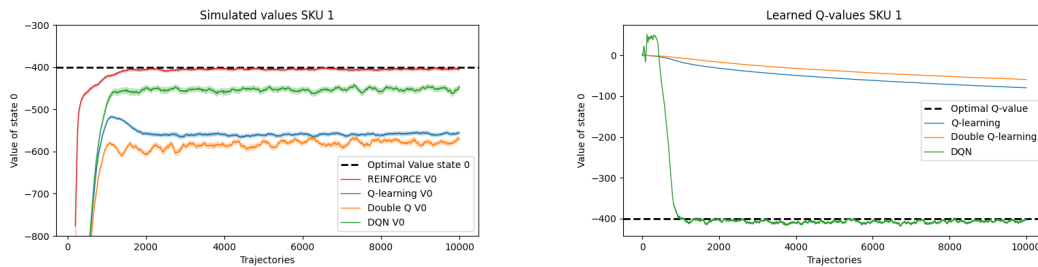 Simulated values SKU 1
Value of state 0
−300
−400
−500
−600
−700
−800
0
2000
4000
6000
8000
10000
Trajectories
Optimal Value state 0
REINFORCE V0
Q-learning V0
Double Q V0
DQN V0
Learned Q-values SKU 1
Value of state 0
0
−100
−200
−300
−400
0
2000
4000
6000
8000
10000
Trajectories
Optimal Q-value
Q-learning
Double Q-learning
DQN